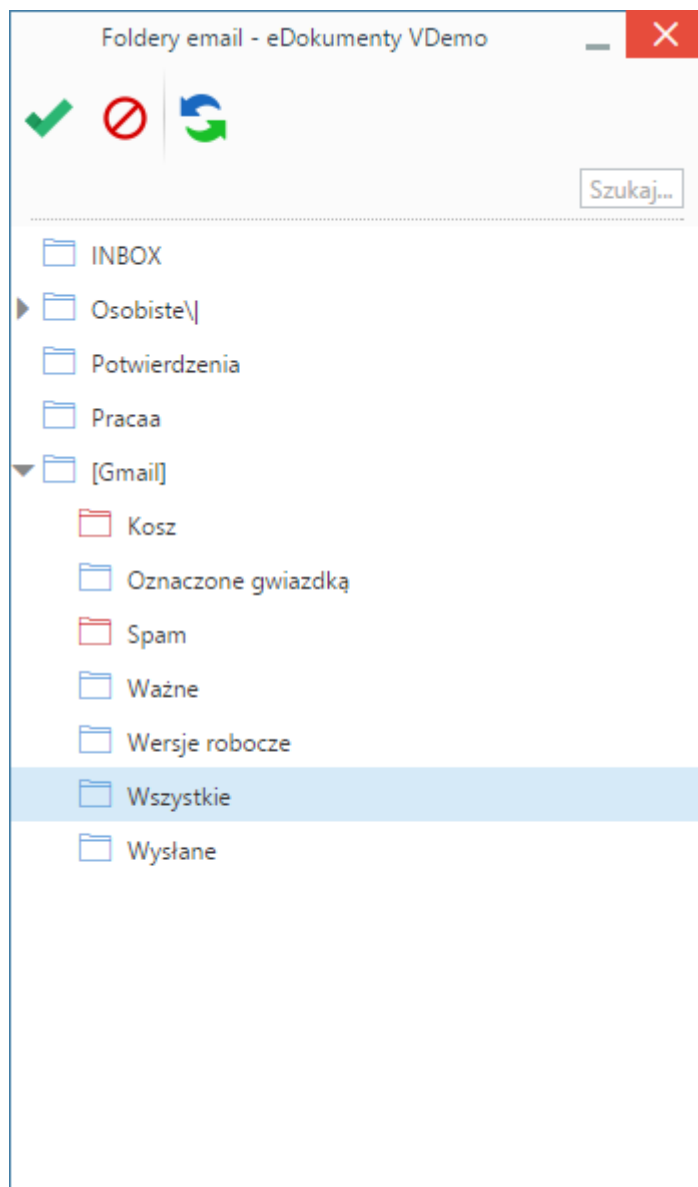 Foldery email - eDokumenty VDemo
Szukaj...
INBOX
Osobiste\|
Potwierdzenia
Pracaa
[Gmail]
Kosz
Oznaczone gwiazdką
Spam
Ważne
Wersje robocze
Wszystkie
Wysłane